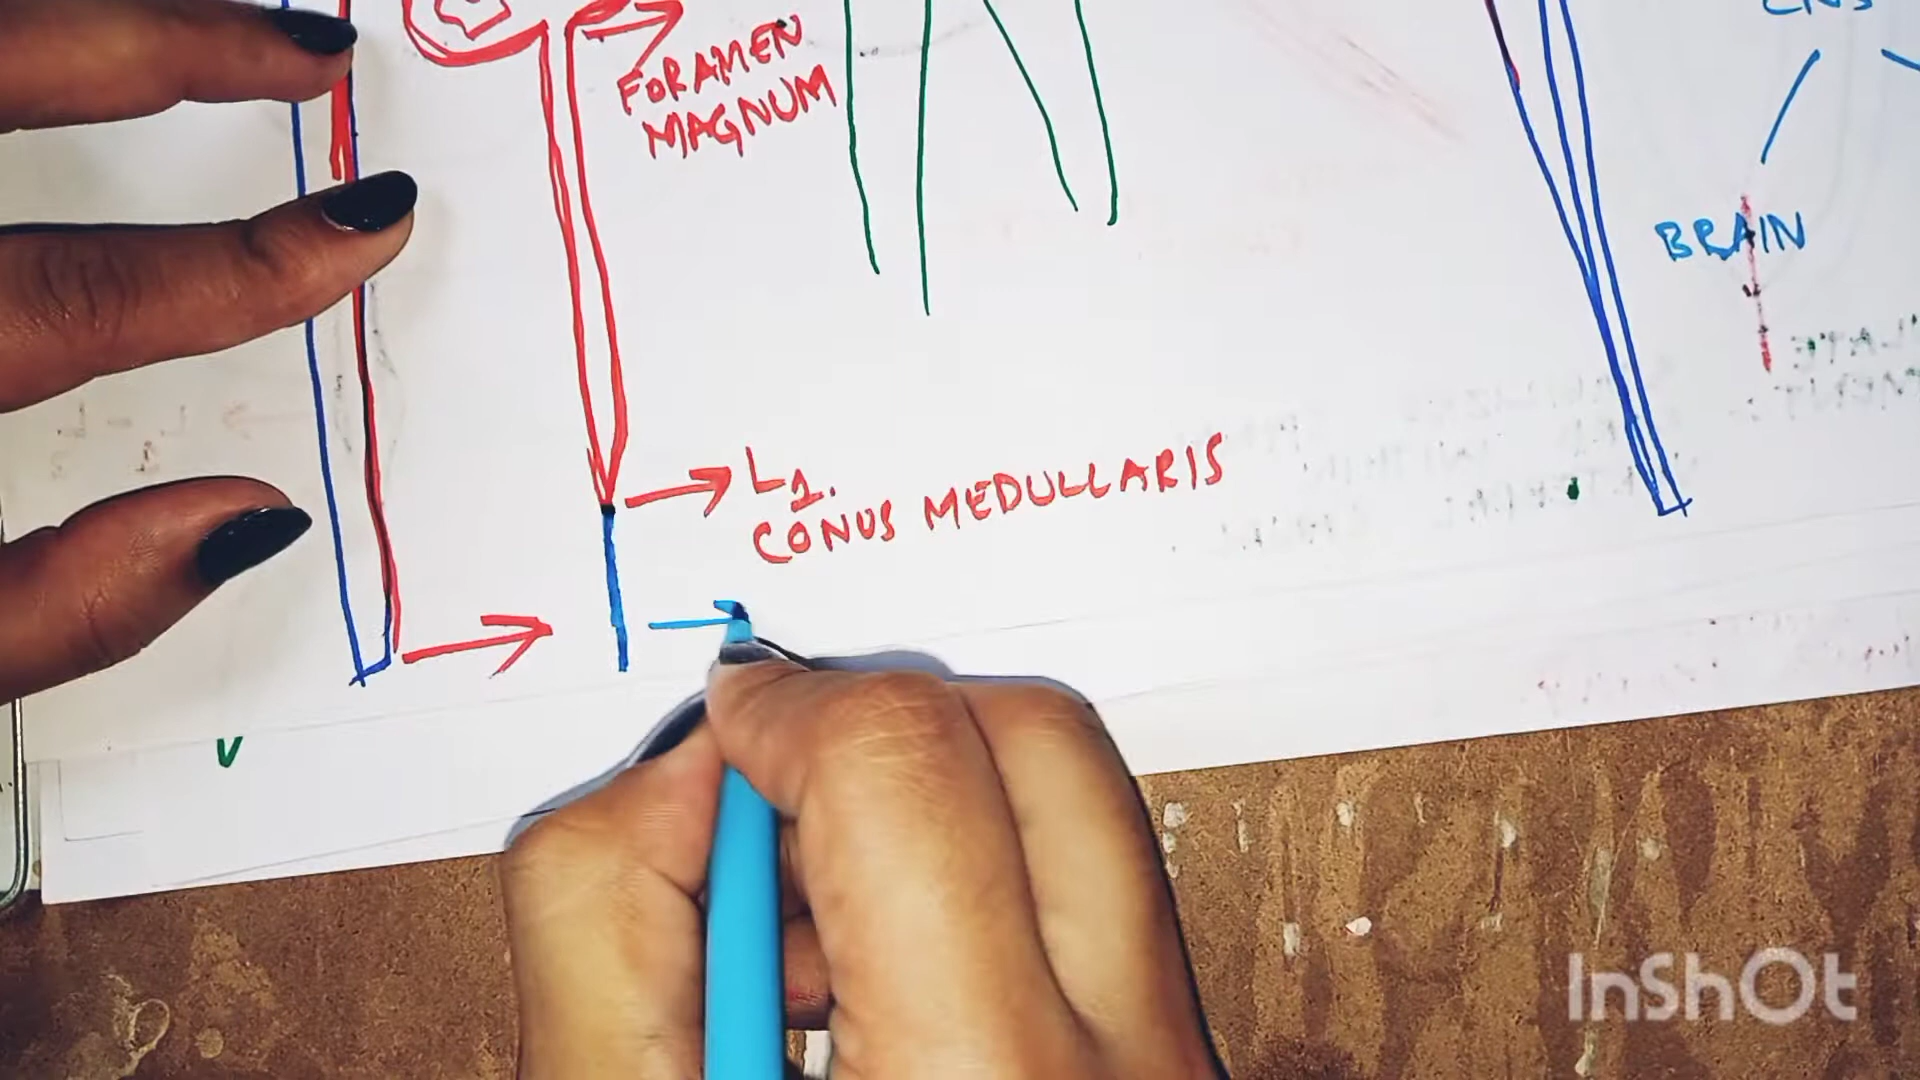 FORAMEN
MAGNUM
BRAIN
L1.
CONUS MEDULLARIS
V
InShOt